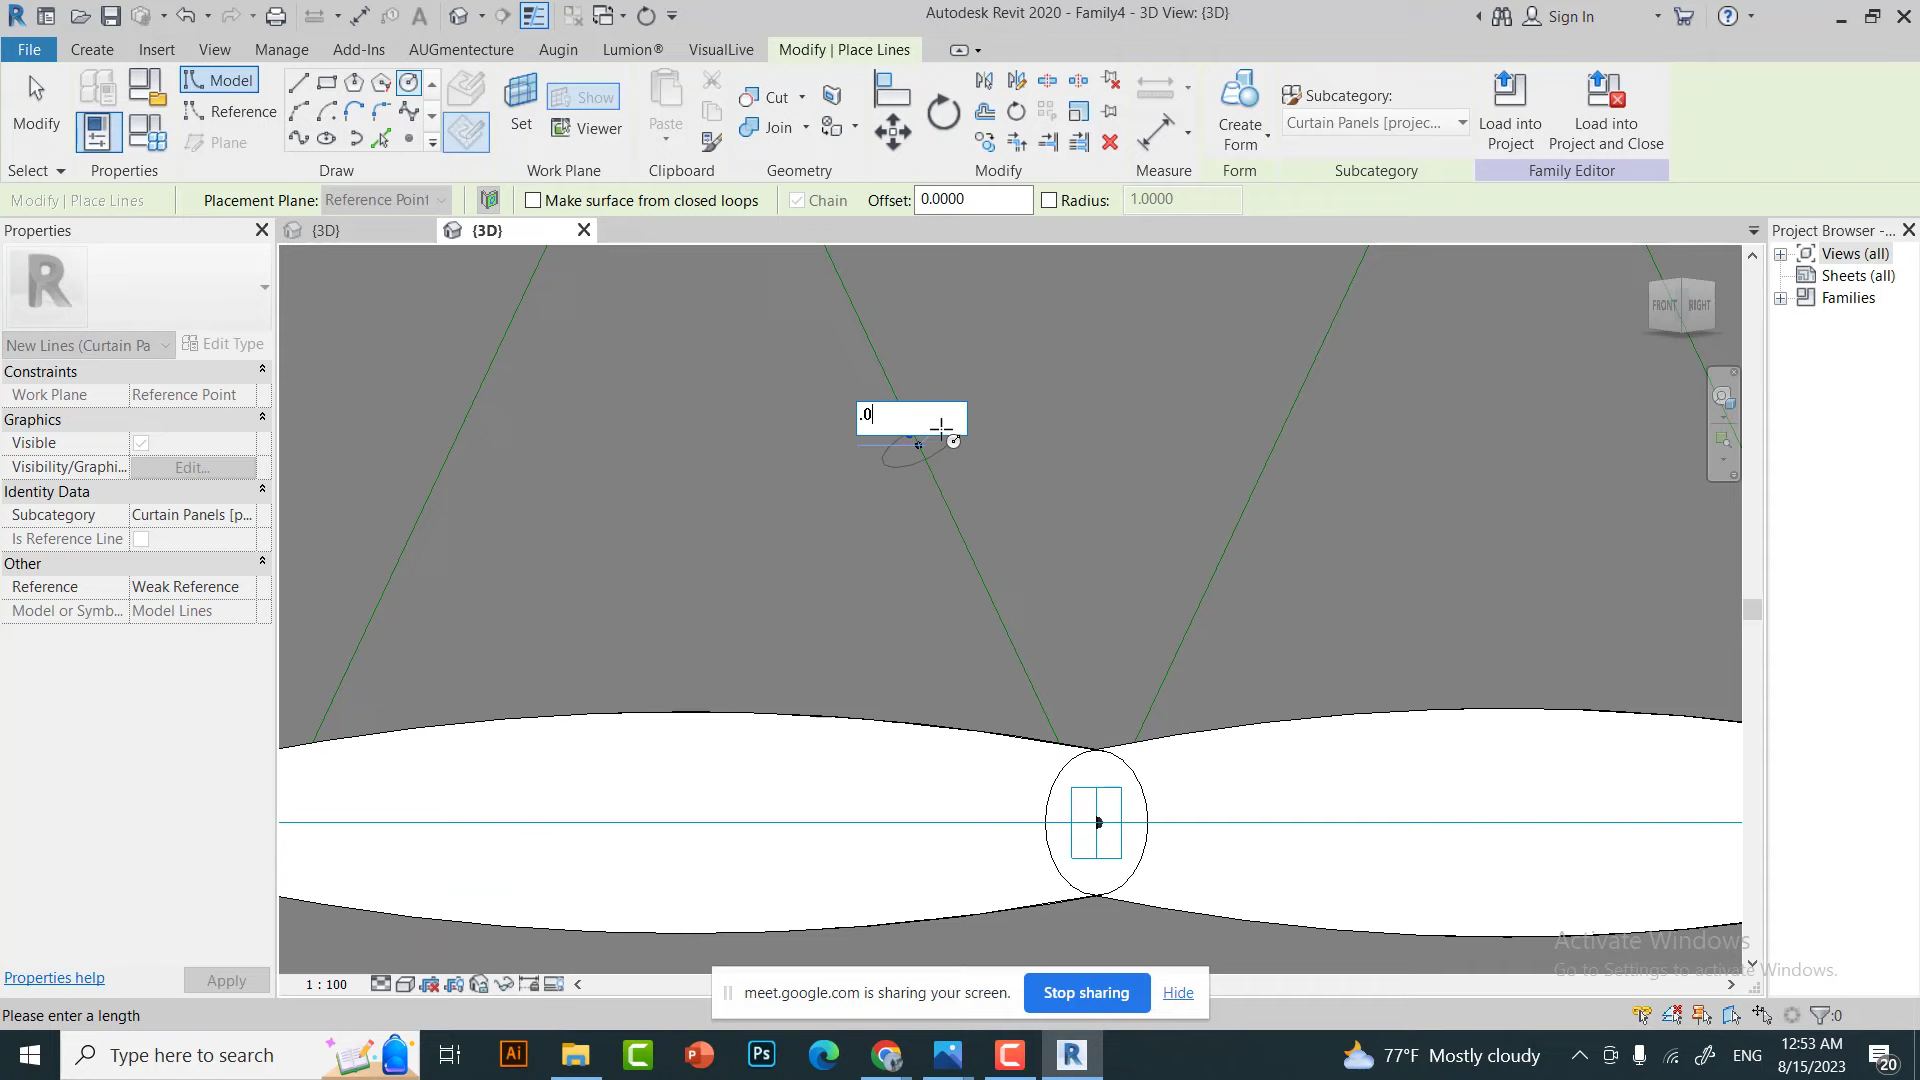 Autodesk Revit 2020 - Family4 - 3D View: {3D}
Sign In
File
Create
Insert
View
Manage
Add-Ins
AUGmentecture
Augin
Lumion®
VisualLive
Modify | Place Lines
Modify
Model
Reference
Plane
Set
Show
Viewer
Paste
Cut
Join
Create
Form
Subcategory:
Curtain Panels [projec...
Load into
Project
Load into
Project and Close
Select
Properties
Draw
Work Plane
Clipboard
Geometry
Modify
Measure
Form
Subcategory
Family Editor
Modify | Place Lines
Placement Plane:
Reference Point
Make surface from closed loops
Chain
Offset:
0.0000
Radius:
1.0000
Properties
{3D}
{3D}
Project Browser -...
Views (all)
Sheets (all)
Families
R
New Lines (Curtain Pa
Edit Type
Constraints
Work Plane
Reference Point
Graphics
Visible
Visibility/Graphi...
Edit...
Identity Data
Subcategory
Curtain Panels [p...
Is Reference Line
Other
Reference
Weak Reference
Model or Symb...
Model Lines
Properties help
Apply
.0
FRONT
RIGHT
Activate Windows
Go to Settings to activate Windows.
1 : 100
meet.google.com is sharing your screen.
Stop sharing
Hide
Please enter a length
:0
Type here to search
77°F Mostly cloudy
ENG
12:53 AM
8/15/2023
20